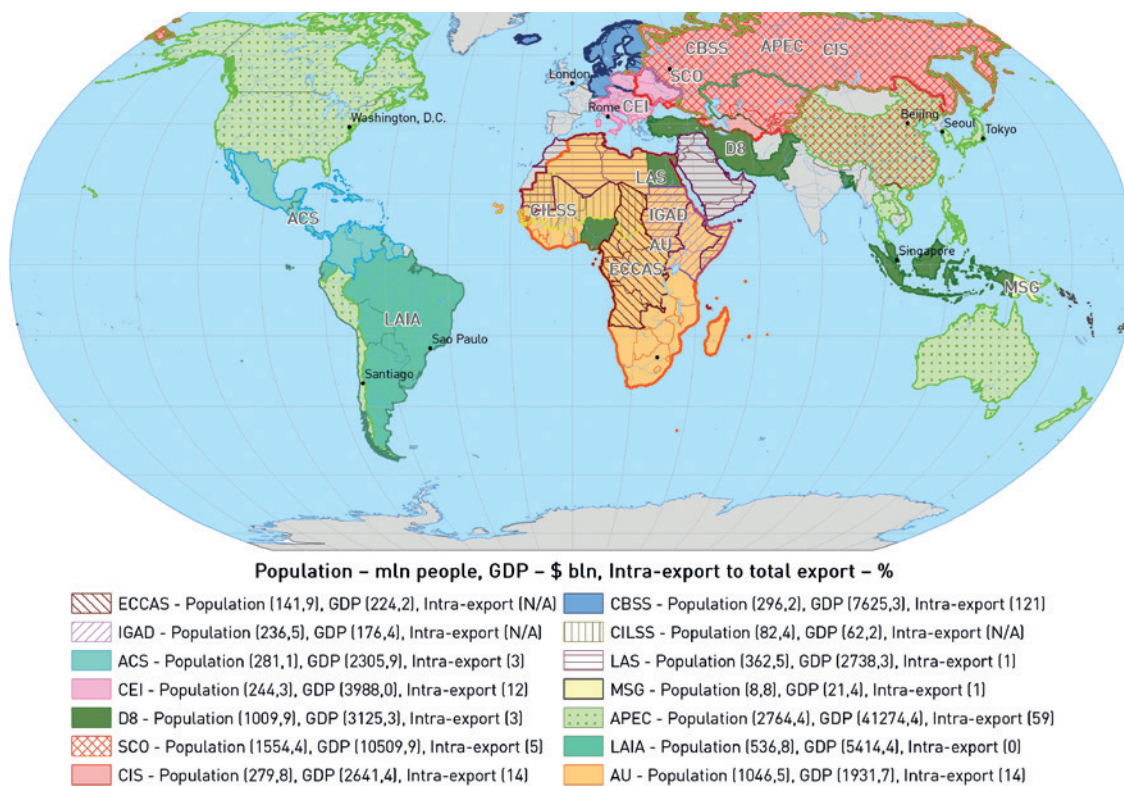 CBSS
APEC
CIS
SCO
London
CEI
Rome
Washington, D.C.
Beijing
Seoul
Tokyo
D8
LAS
CILSS
IGAD
ACS
AU
ECCAS
Singapore
MSG
LAIA
Sao Paulo
Santiago
Population – mln people, GDP – $ bln, Intra-export to total export – %
ECCAS - Population (141,9), GDP (224,2), Intra-export (N/A)
IGAD - Population (236,5), GDP (176,4), Intra-export (N/A)
ACS - Population (281,1), GDP (2305,9), Intra-export (3)
CEI - Population (244,3), GDP (3988,0), Intra-export (12)
D8 - Population (1009,9), GDP (3125,3), Intra-export (3)
SCO - Population (1554,4), GDP (10509,9), Intra-export (5)
CIS - Population (279,8), GDP (2641,4), Intra-export (14)
CBSS - Population (296,2), GDP (7625,3), Intra-export (121)
CILSS - Population (82,4), GDP (62,2), Intra-export (N/A)
LAS - Population (362,5), GDP (2738,3), Intra-export (1)
MSG - Population (8,8), GDP (21,4), Intra-export (1)
APEC - Population (2764,4), GDP (41274,4), Intra-export (59)
LAIA - Population (536,8), GDP (5414,4), Intra-export (0)
AU - Population (1046,5), GDP (1931,7), Intra-export (14)